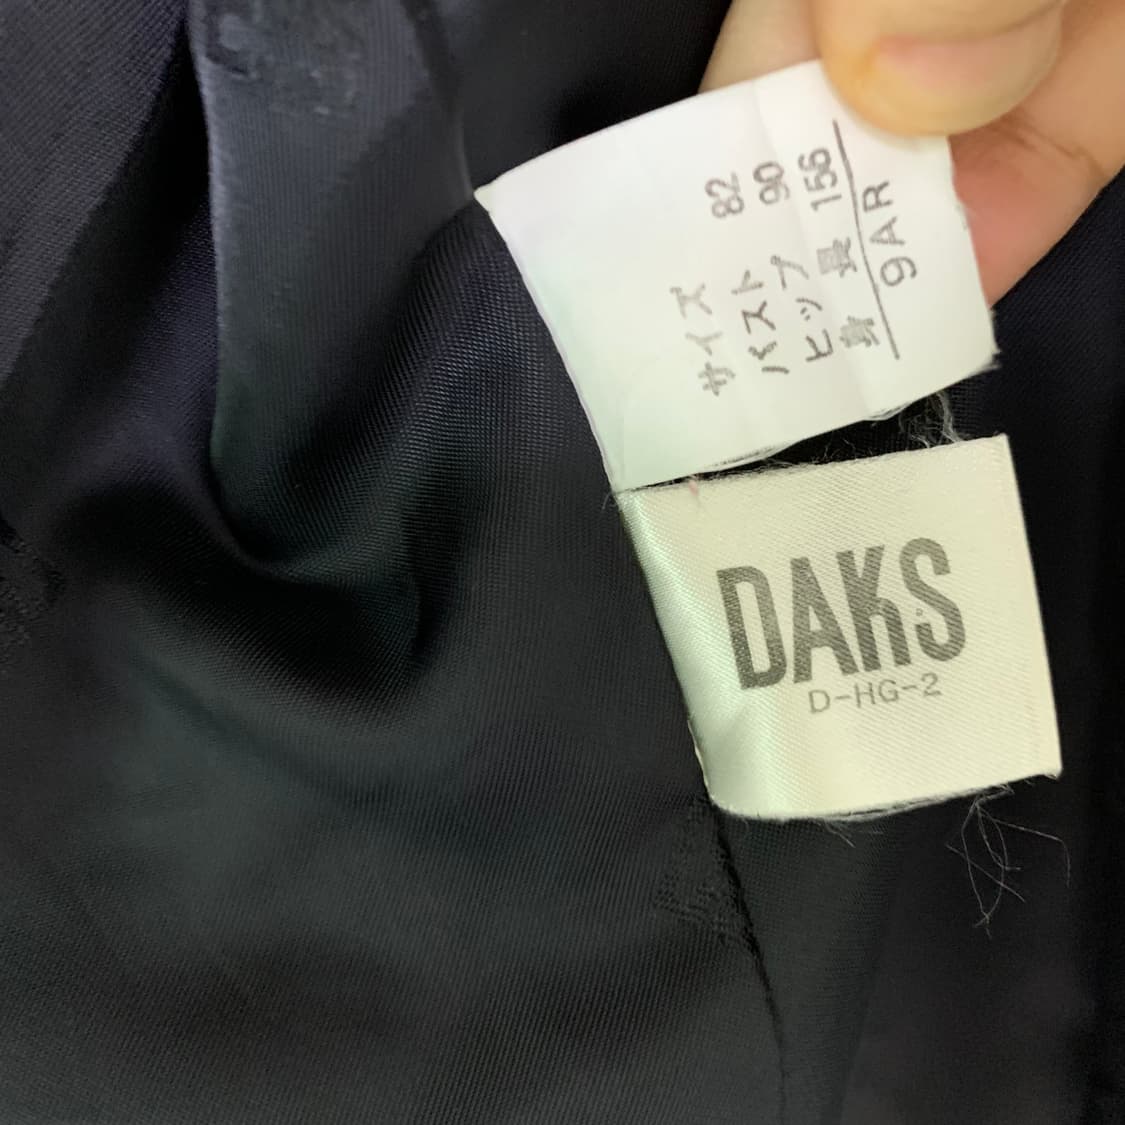 サイズ
バスト 82
ヒップ 90
身長 156
9AR
DAKS
D-HG-2